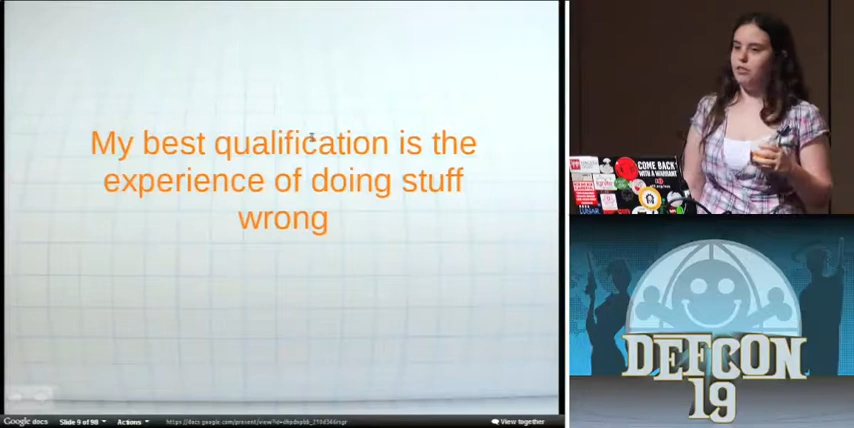 My best qualification is the
experience of doing stuff
wrong
COME BACK
WITH A WARRANT
DEFCON
19
Google docs
Slide 9 of 98
Actions
View together